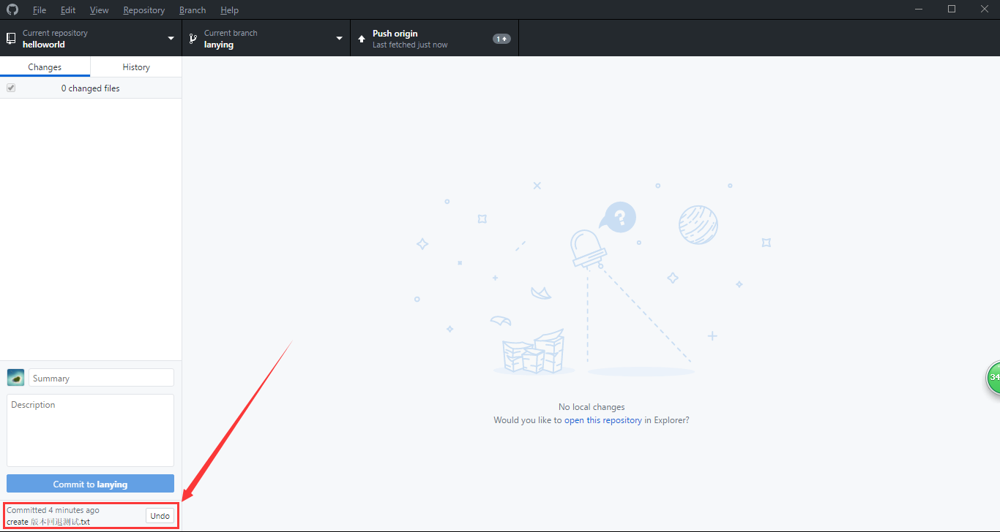 File Edit View Repository Branch Help
Current repository
helloworld
Current branch
lanying
Push origin
Last fetched just now
1
Changes
History
0 changed files
?
No local changes
Would you like to open this repository in Explorer?
34
Summary
Description
Commit to lanying
Committed 4 minutes ago
create 版本回退测试.txt
Undo